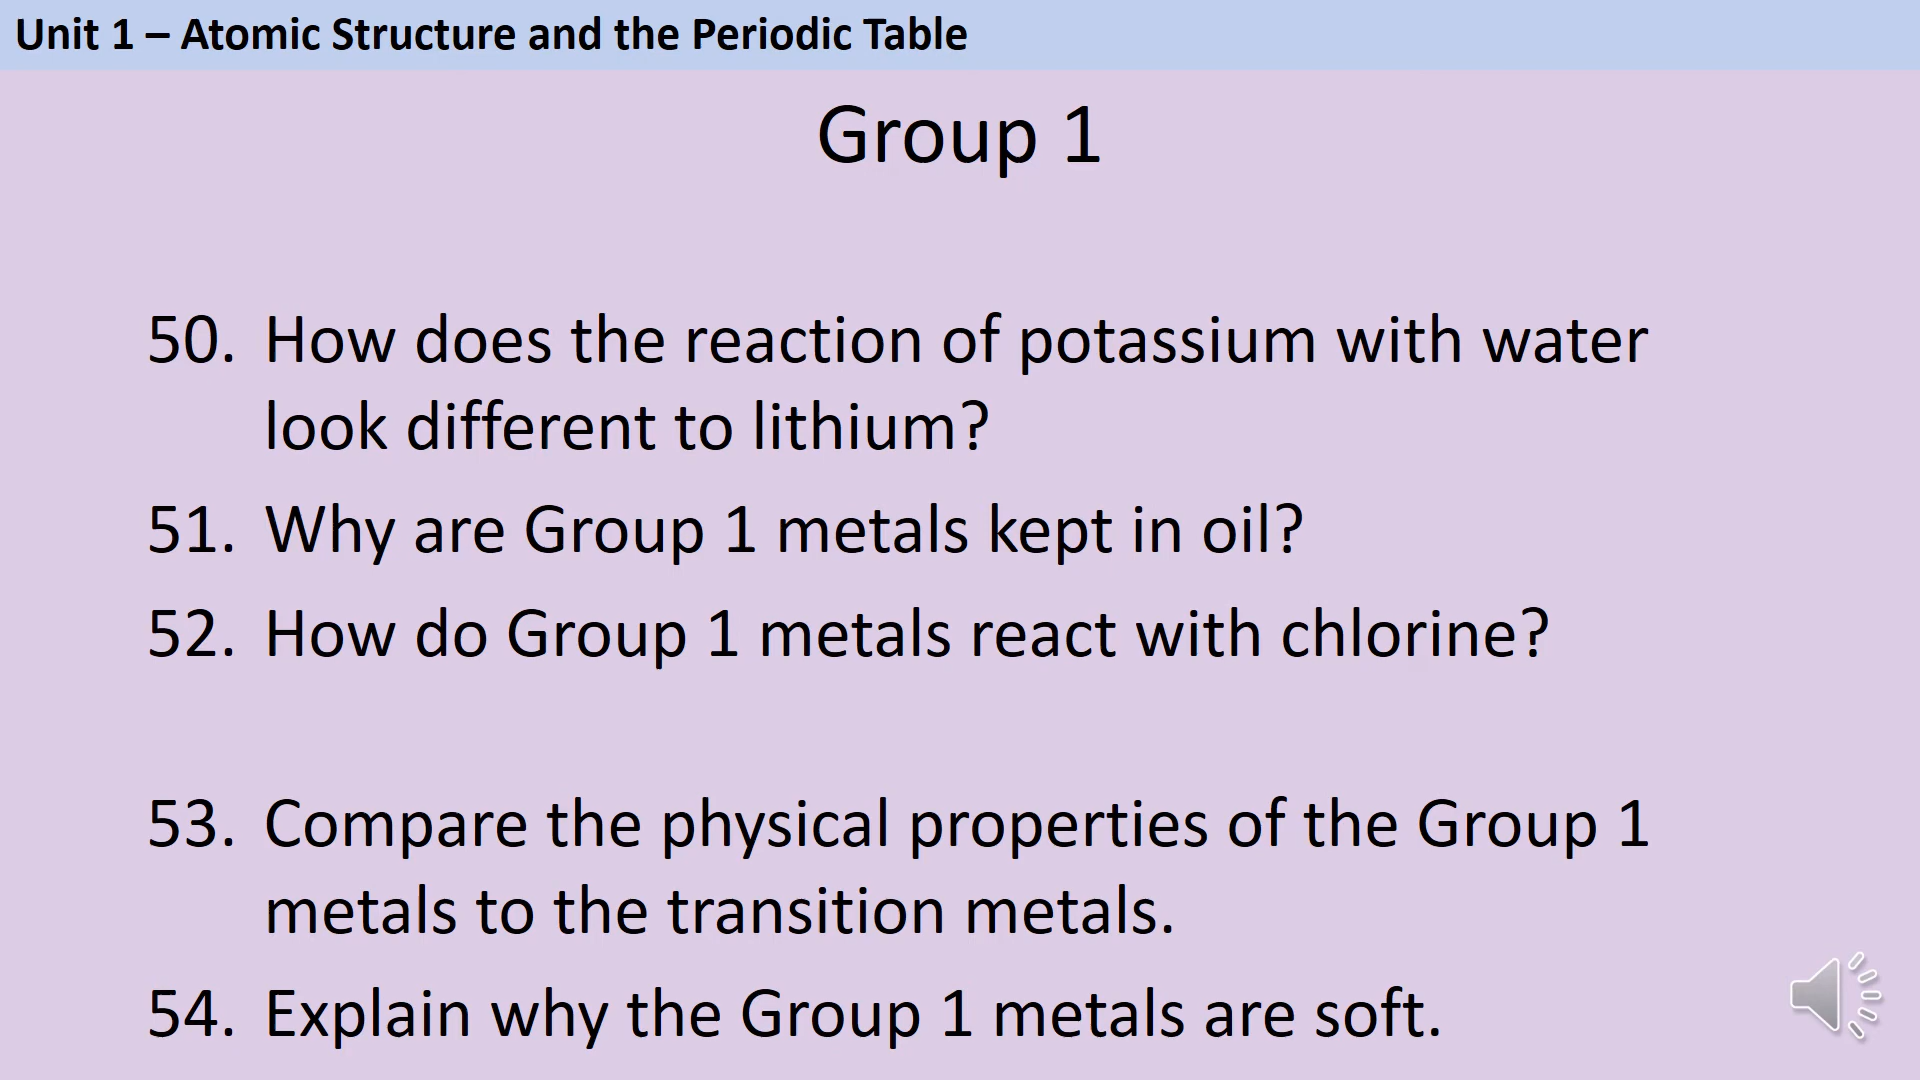 Unit 1 – Atomic Structure and the Periodic Table
Group 1
50. How does the reaction of potassium with water
look different to lithium?
51. Why are Group 1 metals kept in oil?
52. How do Group 1 metals react with chlorine?
53. Compare the physical properties of the Group 1
metals to the transition metals.
54. Explain why the Group 1 metals are soft.